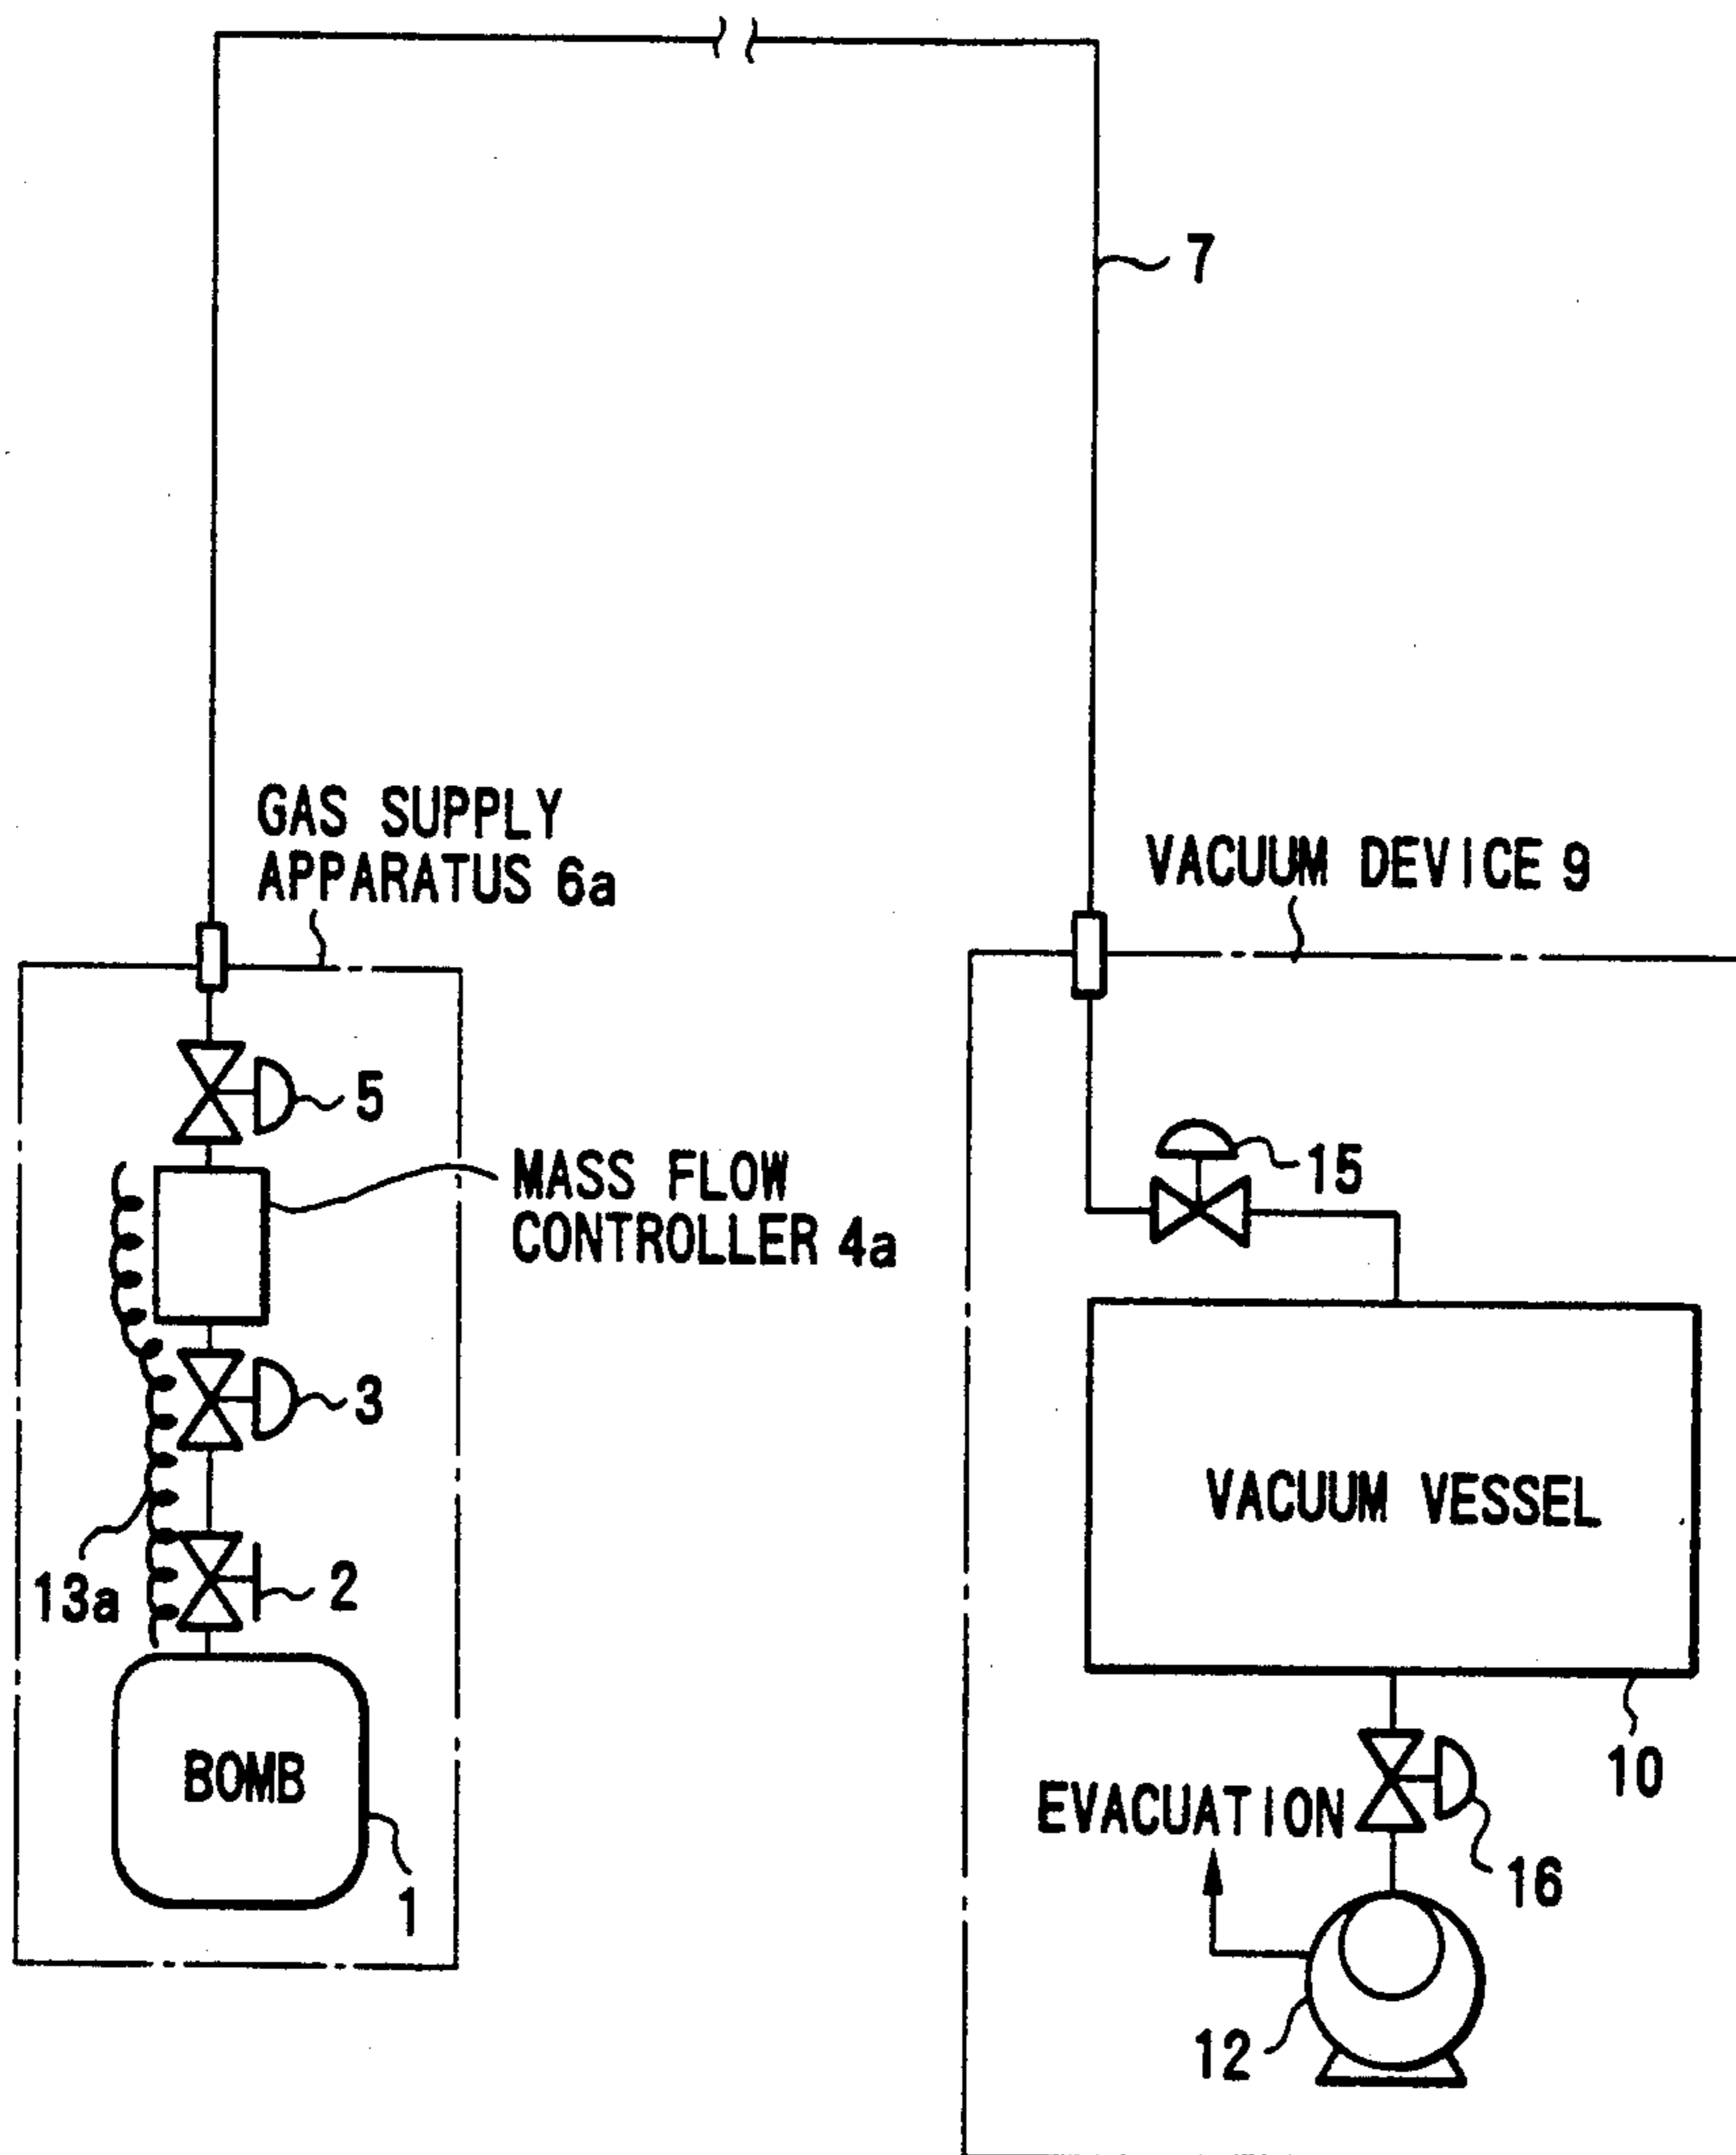 7
GAS SUPPLY
APPARATUS 6a
VACUUM DEVICE 9
5
MASS FLOW
CONTROLLER 4a
15
3
VACUUM VESSEL
13a
2
BOMB
10
EVACUATION
1
16
12